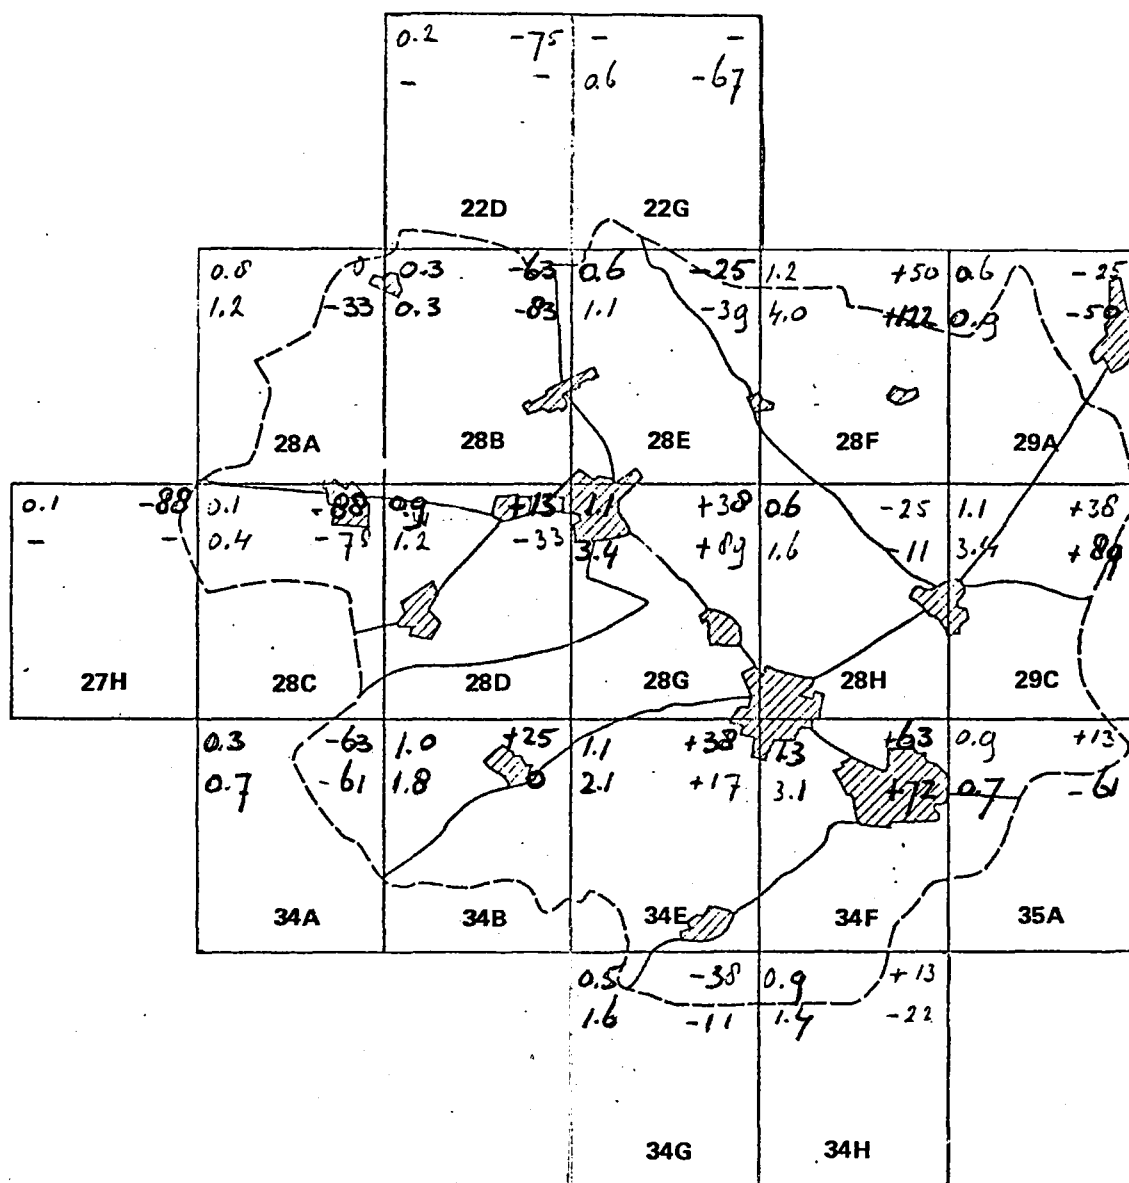 0.2 -75 - -
- - 0.6 -67
22D 22G
0.8 0 0.3 -63 0.6 -25 1.2 +50 0.6 -25
1.2 -33 0.3 -83 1.1 -39 4.0 +122 0.9 -50
28A 28B 28E 28F 29A
0.1 -88 0.1 -88 0.9 +13 1.1 +38 0.6 -25 1.1 +38
- - 0.4 -78 1.2 -33 3.4 +89 1.6 -11 3.4 +89
27H 28C 28D 28G 28H 29C
0.3 -63 1.0 +25 1.1 +38 +63 0.9 +13
0.7 -61 1.8 0 2.1 +17 3.1 +72 0.7 -61
34A 34B 34E 34F 35A
0.5 -38 0.9 +13
1.6 -11 1.4 -22
34G 34H